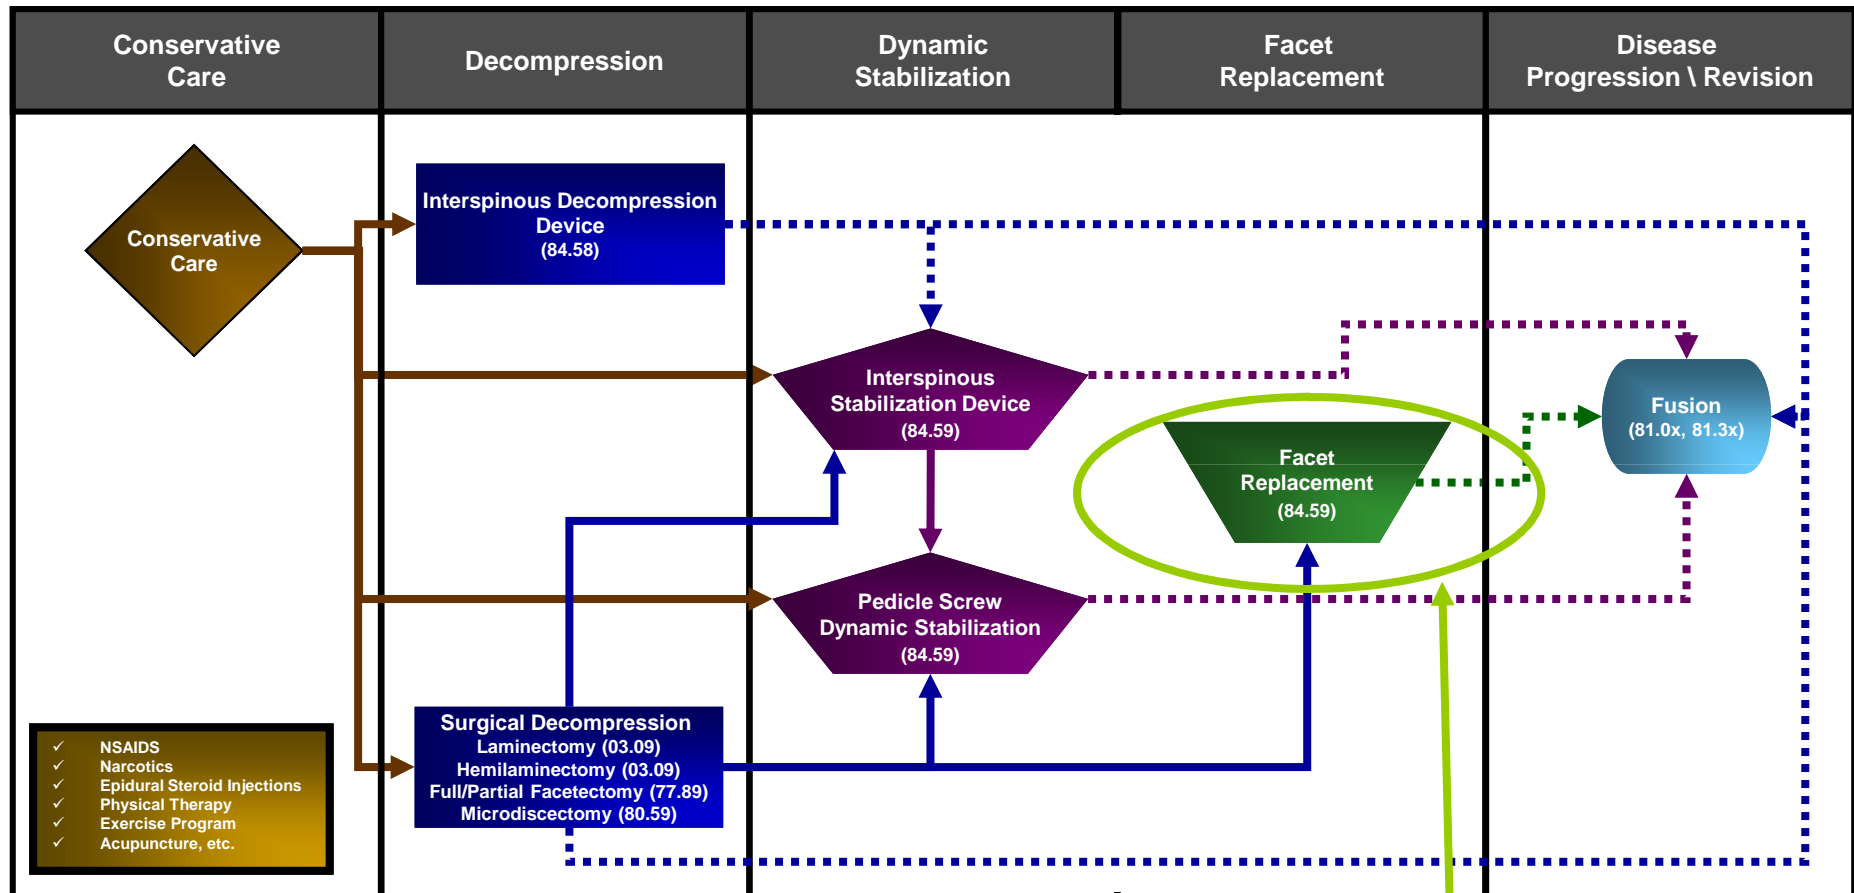 Conservative
Care
Decompression
Dynamic
Stabilization
Facet
Replacement
Disease
Progression \ Revision
Conservative
Care
Interspinous Decompression
Device
(84.58)
Interspinous
Stabilization Device
(84.59)
Facet
Replacement
(84.59)
Fusion
(81.0x, 81.3x)
Pedicle Screw
Dynamic Stabilization
(84.59)
Surgical Decompression
Laminectomy (03.09)
Hemilaminectomy (03.09)
Full/Partial Facetectomy (77.89)
Microdiscectomy (80.59)
✓ NSAIDS
✓ Narcotics
✓ Epidural Steroid Injections
✓ Physical Therapy
✓ Exercise Program
✓ Acupuncture, etc.